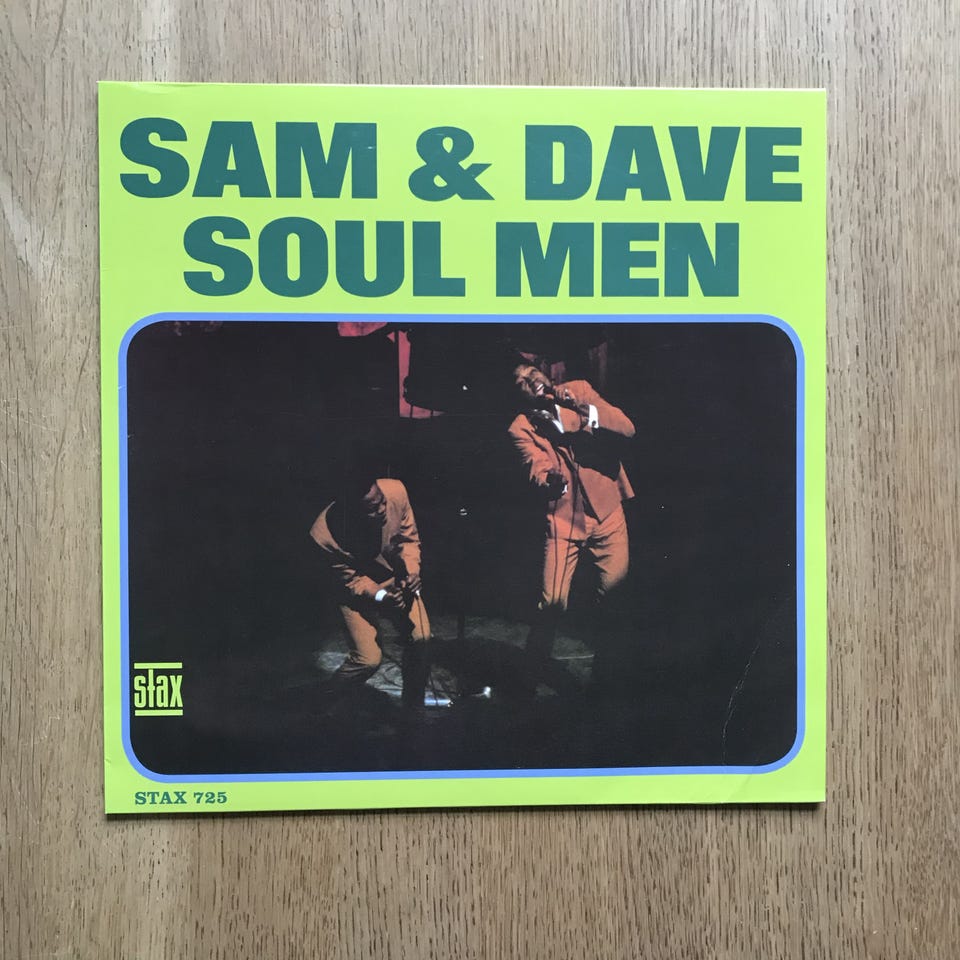 SAM & DAVE
SOUL MEN
stax
STAX 725